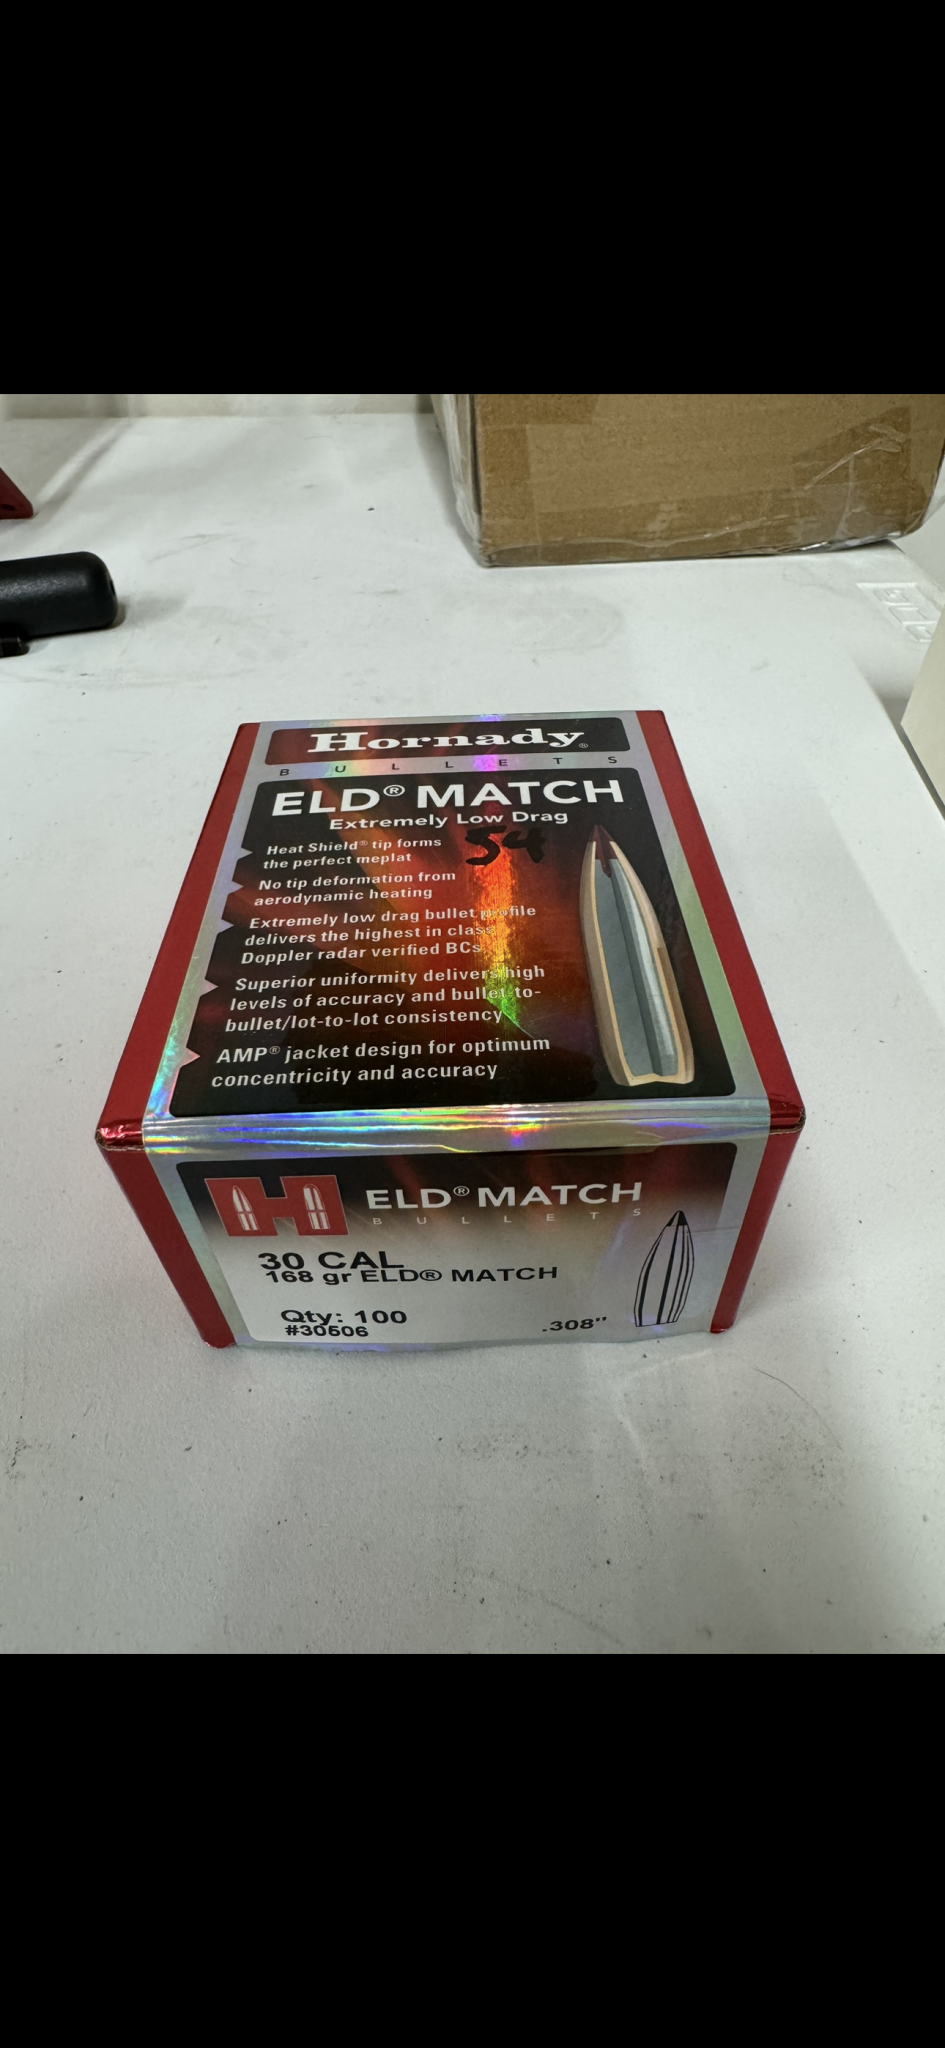 Hornady®
BULLETS
ELD® MATCH
Extremely Low Drag
54
Heat Shield® tip forms
the perfect meplat
No tip deformation from
aerodynamic heating
Extremely low drag bullet profile
delivers the highest in class
Doppler radar verified BCs
Superior uniformity delivers high
levels of accuracy and bullet-to-
bullet/lot-to-lot consistency
AMP® jacket design for optimum
concentricity and accuracy
H
ELD® MATCH
BULLETS
30 CAL
168 gr ELD® MATCH
Qty: 100
#30506
.308"